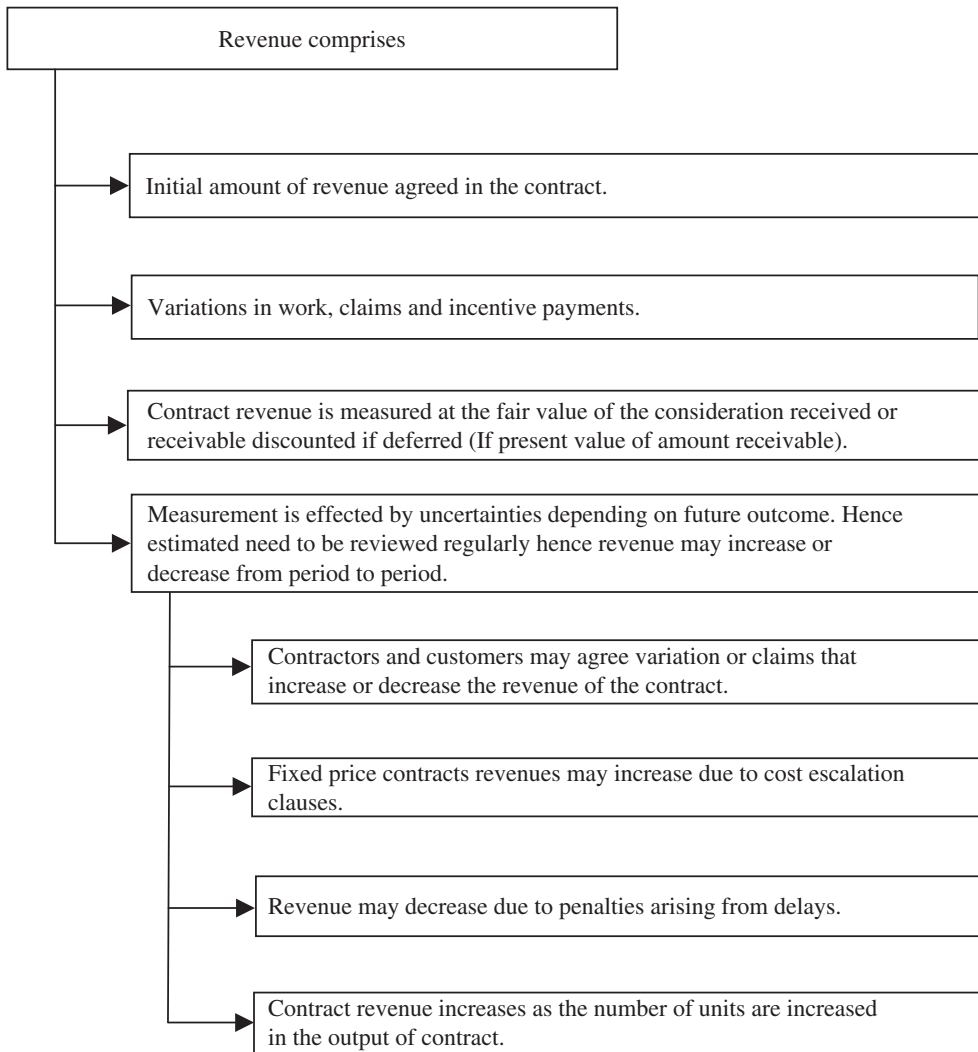 Revenue comprises
Initial amount of revenue agreed in the contract.
Variations in work, claims and incentive payments.
Contract revenue is measured at the fair value of the consideration received or
receivable discounted if deferred (If present value of amount receivable).
Measurement is effected by uncertainties depending on future outcome. Hence
estimated need to be reviewed regularly hence revenue may increase or
decrease from period to period.
Contractors and customers may agree variation or claims that
increase or decrease the revenue of the contract.
Fixed price contracts revenues may increase due to cost escalation
clauses.
Revenue may decrease due to penalties arising from delays.
Contract revenue increases as the number of units are increased
in the output of contract.